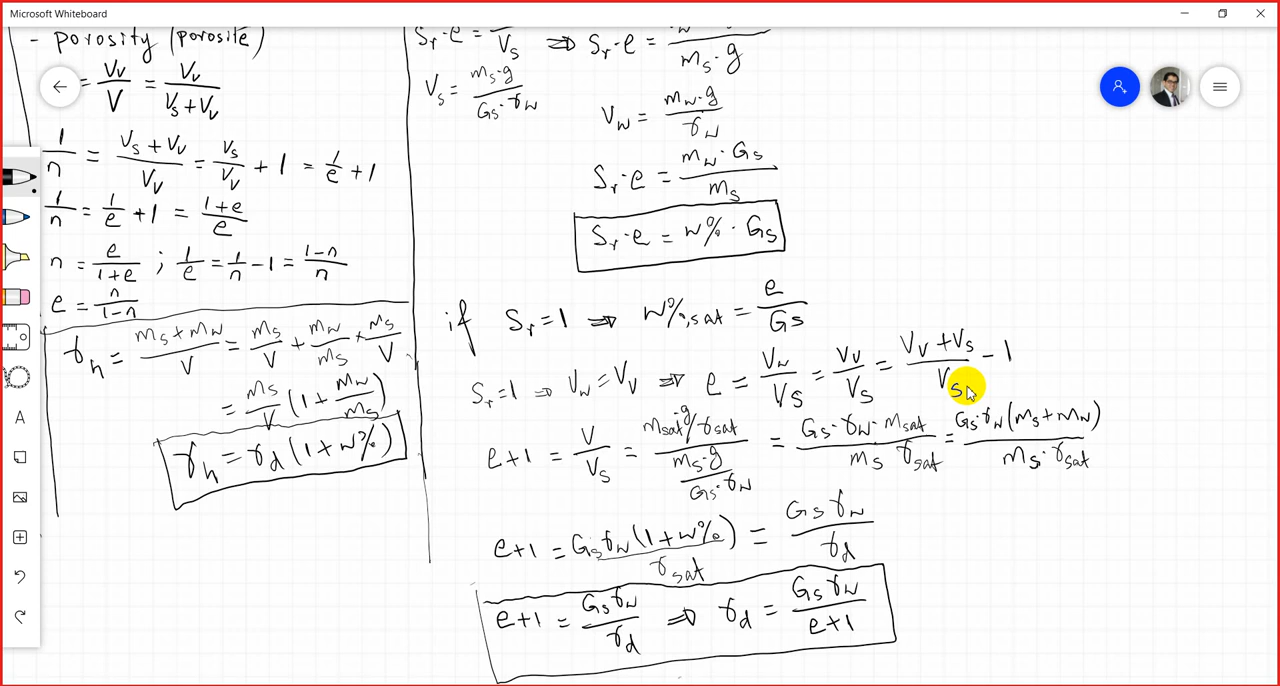 Microsoft Whiteboard
- porosity (porosité)
= Vv/V = Vv/(Vs+Vv)
1/n = (Vs + Vv)/Vv = Vs/Vv + 1 = 1/e + 1
1/n = 1/e + 1 = (1+e)/e
n = e/(1+e) ; 1/e = 1/n - 1 = (1-n)/n
e = n/(1-n)
γh = (ms + mw)/V = ms/V + mw/ms × ms/V
= ms/V (1 + mw/ms)
γh = γd (1 + w%)
Sr·e = /Vs ⇒ Sr·e = /(ms·g)
Vs = (ms·g)/(Gs·γw)
Vw = (mw·g)/γw
Sr·e = (mw·Gs)/ms
Sr·e = w% · Gs
if Sr = 1 ⇒ w%,sat = e/Gs
Sr = 1 ⇒ Vw = Vv ⇒ e = Vw/Vs = Vv/Vs = (Vv + Vs)/Vs - 1
e+1 = V/Vs = (msat·g/γsat)/((ms·g)/(Gs·γw)) = (Gs·γw·msat)/(ms γsat) = (Gs·γw (ms + mw))/(ms·γsat)
e+1 = (Gs γw (1 + w%))/γsat = (Gs γw)/γd
e+1 = (Gs γw)/γd ⇒ γd = (Gs γw)/(e+1)
A